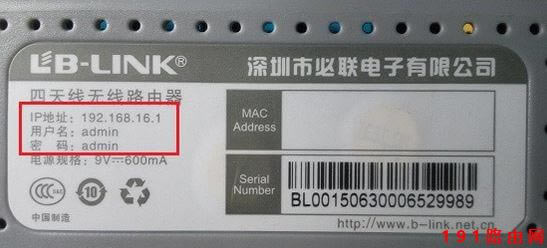 LB-LINK®
深圳市必联电子有限公司
四天线无线路由器
IP地址：192.168.16.1
用户名：admin
密 码：admin
电源规格：9V⎓600mA
MAC Address
Serial Number
BL00150630006529989
10
中国制造
http://www.b-link.net.cn
191路由网